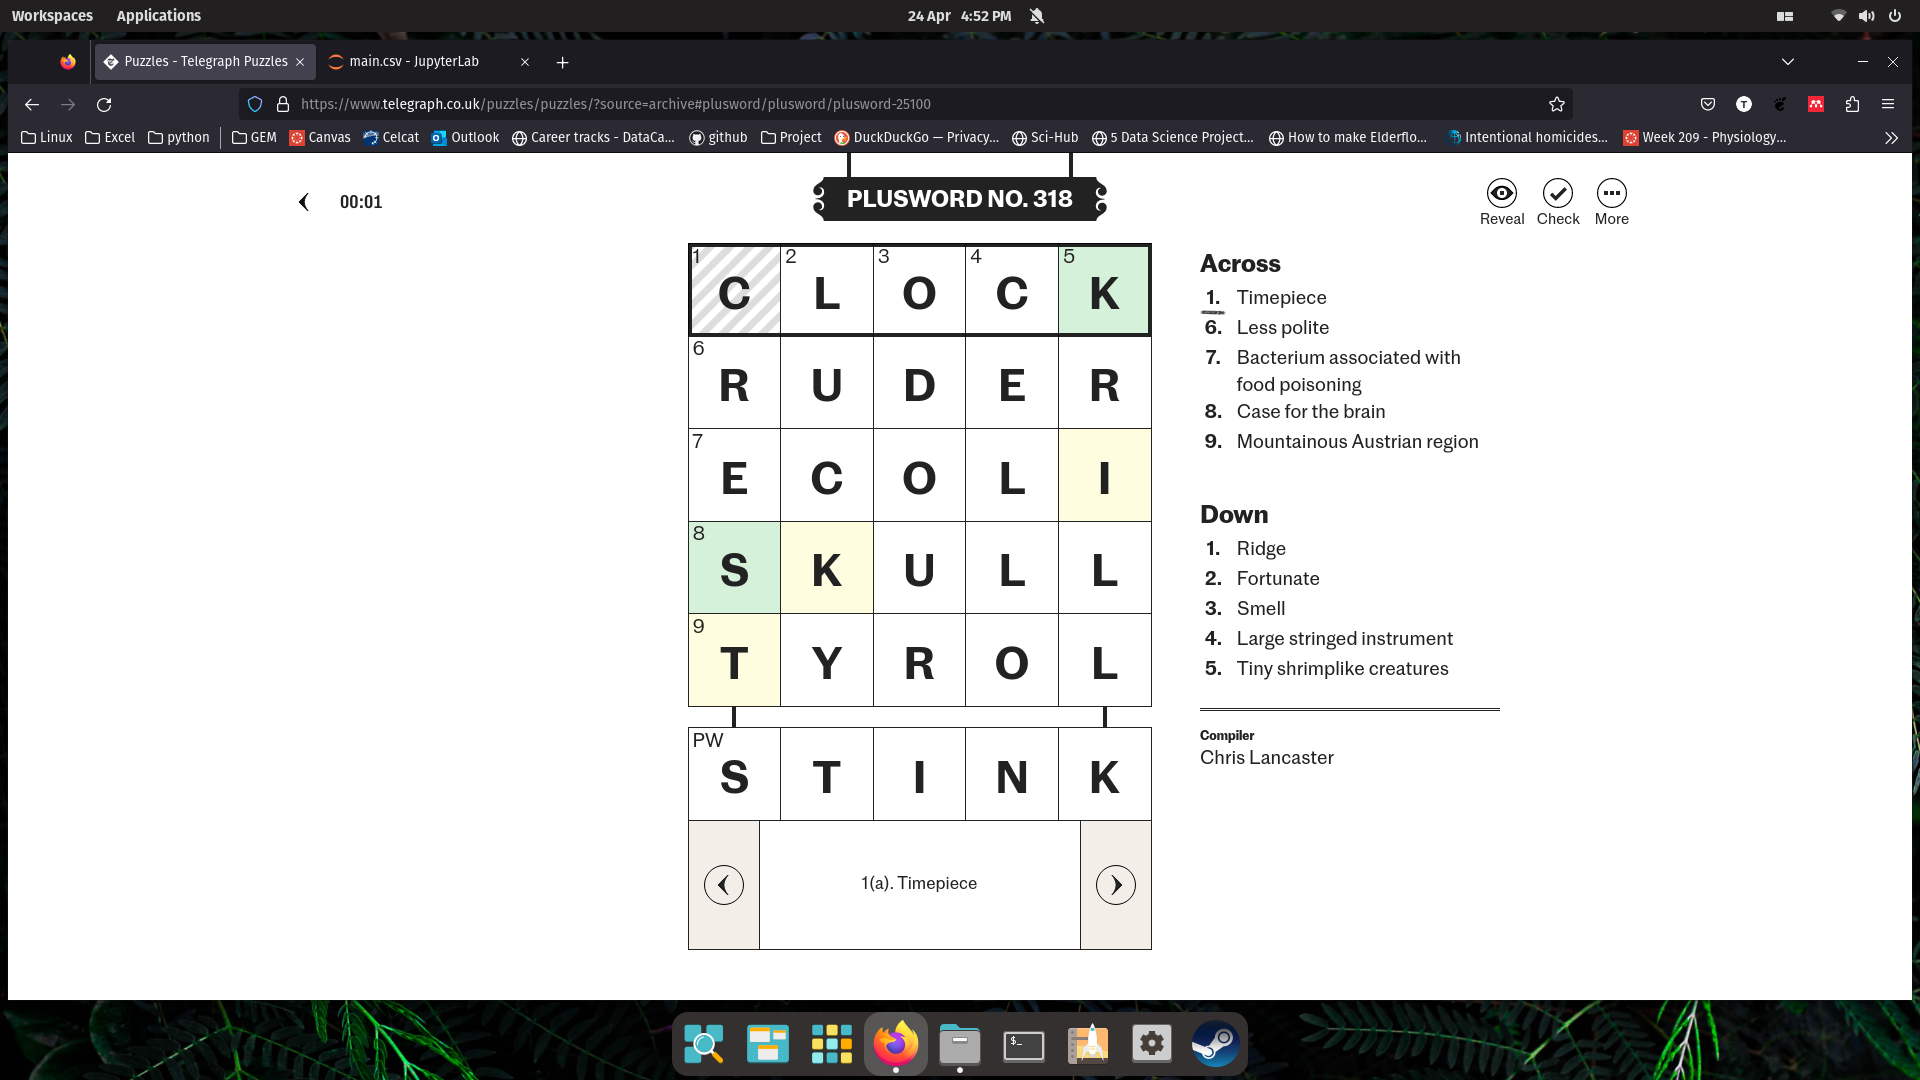 Workspaces Applications 24 Apr 4:52 PM
Puzzles - Telegraph Puzzles main.csv - JupyterLab
https://www.telegraph.co.uk/puzzles/puzzles/?source=archive#plusword/plusword/plusword-25100
Linux Excel python GEM Canvas Celcat Outlook Career tracks - DataCa... github Project DuckDuckGo — Privacy... Sci-Hub 5 Data Science Project... How to make Elderflo... Intentional homicides... Week 209 - Physiology...
00:01
PLUSWORD NO. 318
Reveal Check More
1 C 2 L 3 O 4 C 5 K
6 R U D E R
7 E C O L I
8 S K U L L
9 T Y R O L
PW S T I N K
1(a). Timepiece
Across
1. Timepiece
6. Less polite
7. Bacterium associated with
food poisoning
8. Case for the brain
9. Mountainous Austrian region
Down
1. Ridge
2. Fortunate
3. Smell
4. Large stringed instrument
5. Tiny shrimplike creatures
Compiler
Chris Lancaster